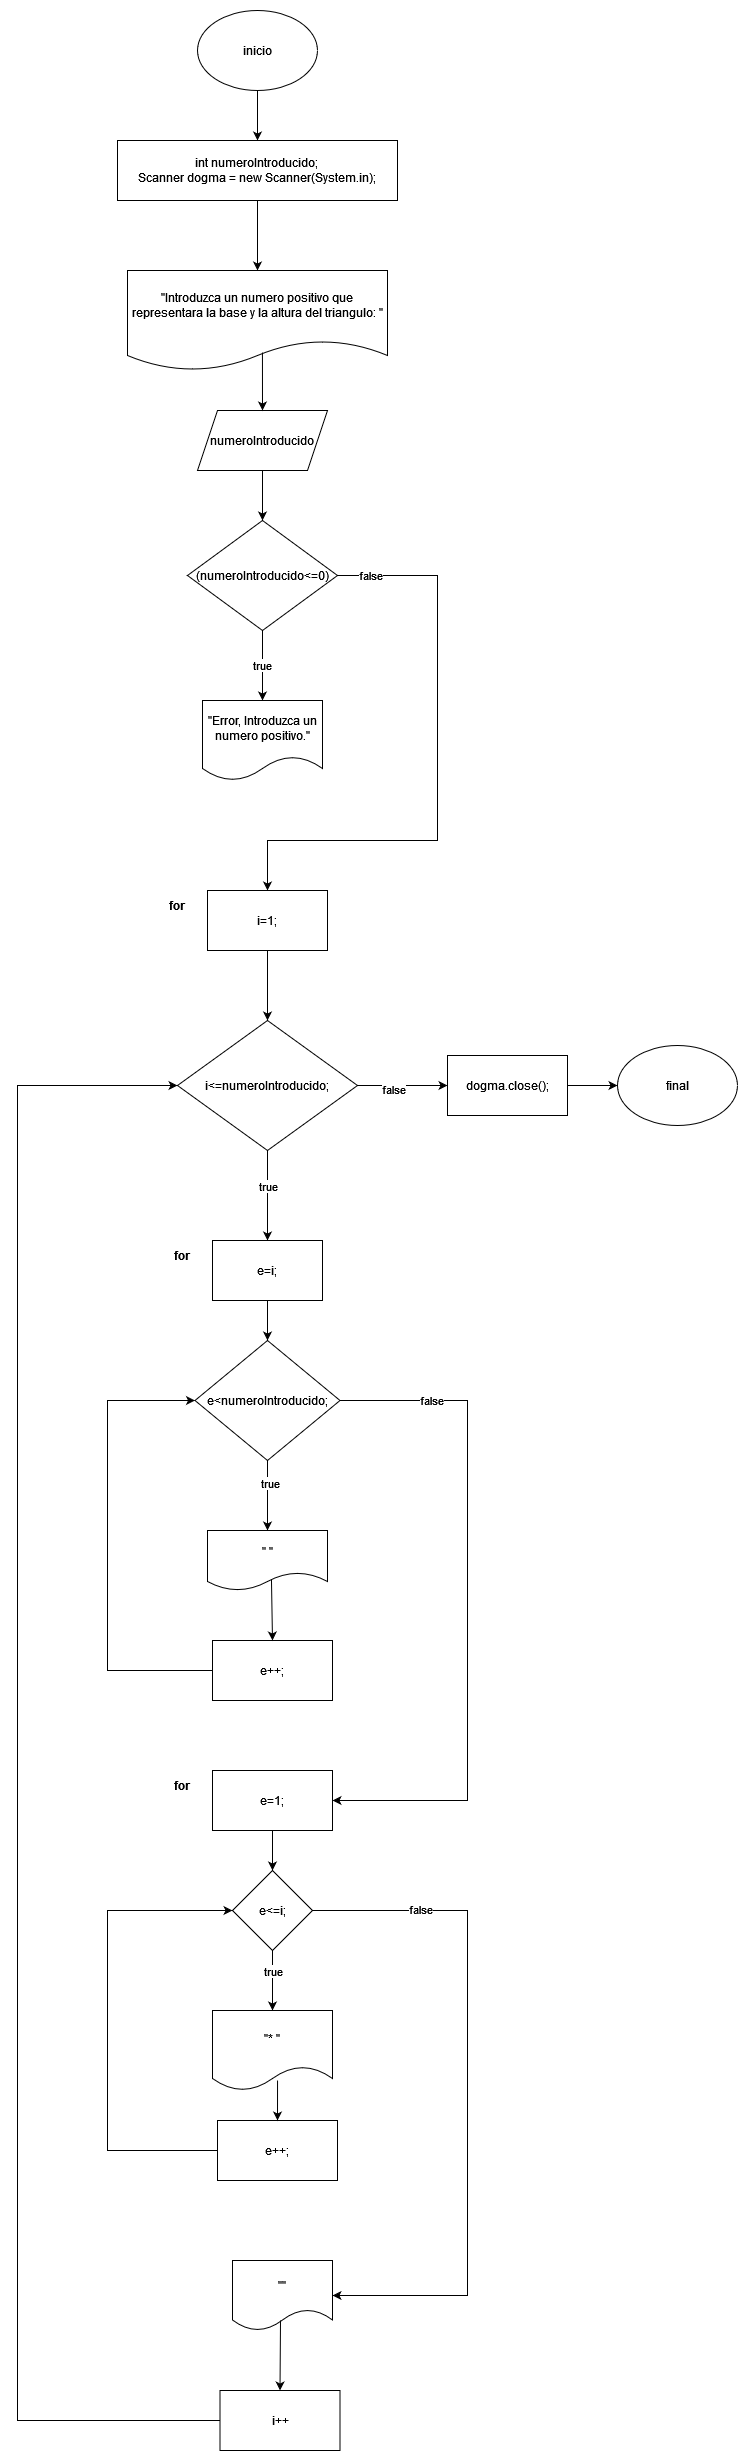 inicio
int numeroIntroducido;
Scanner dogma = new Scanner(System.in);
"Introduzca un numero positivo que
representara la base y la altura del triangulo: "
numeroIntroducido
(numeroIntroducido<=0)
false
true
"Error, Introduzca un
numero positivo."
for
i=1;
i<=numeroIntroducido;
false
dogma.close();
final
true
for
e=i;
e<numeroIntroducido;
false
true
" "
e++;
for
e=1;
e<=i;
false
true
"* "
e++;
""
i++